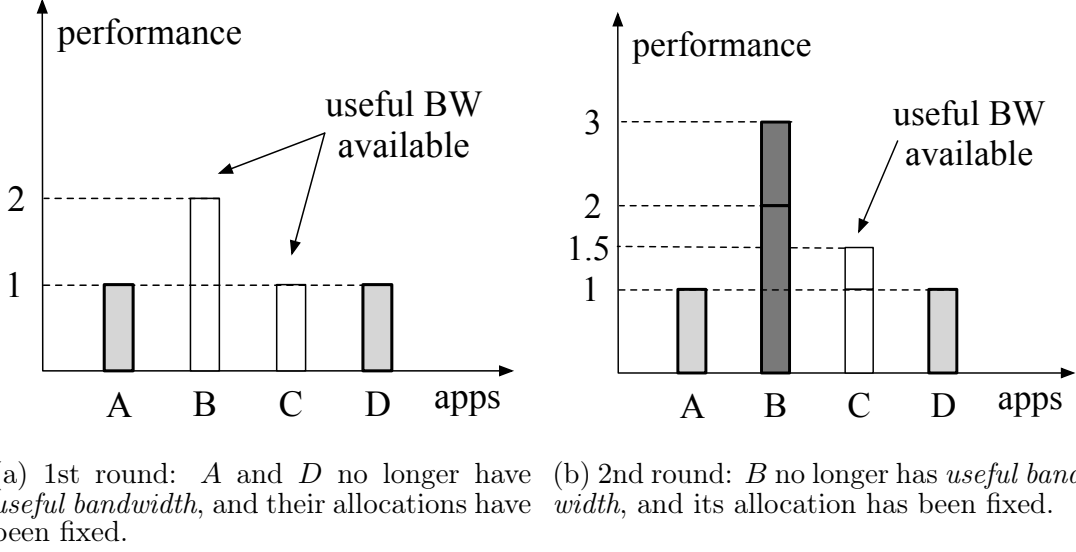 performance
useful BW
available
2
1
A B C D apps
performance
useful BW
available
3
2
1.5
1
A B C D apps
a) 1st round: A and D no longer have
useful bandwidth, and their allocations have
been fixed.
(b) 2nd round: B no longer has useful band
width, and its allocation has been fixed.